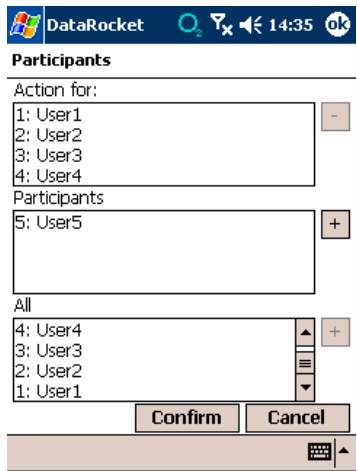 DataRocket O2 14:35 ok
Participants
Action for:
1: User1
2: User2
3: User3
4: User4
-
Participants
5: User5
+
All
4: User4
3: User3
2: User2
1: User1
+
Confirm Cancel